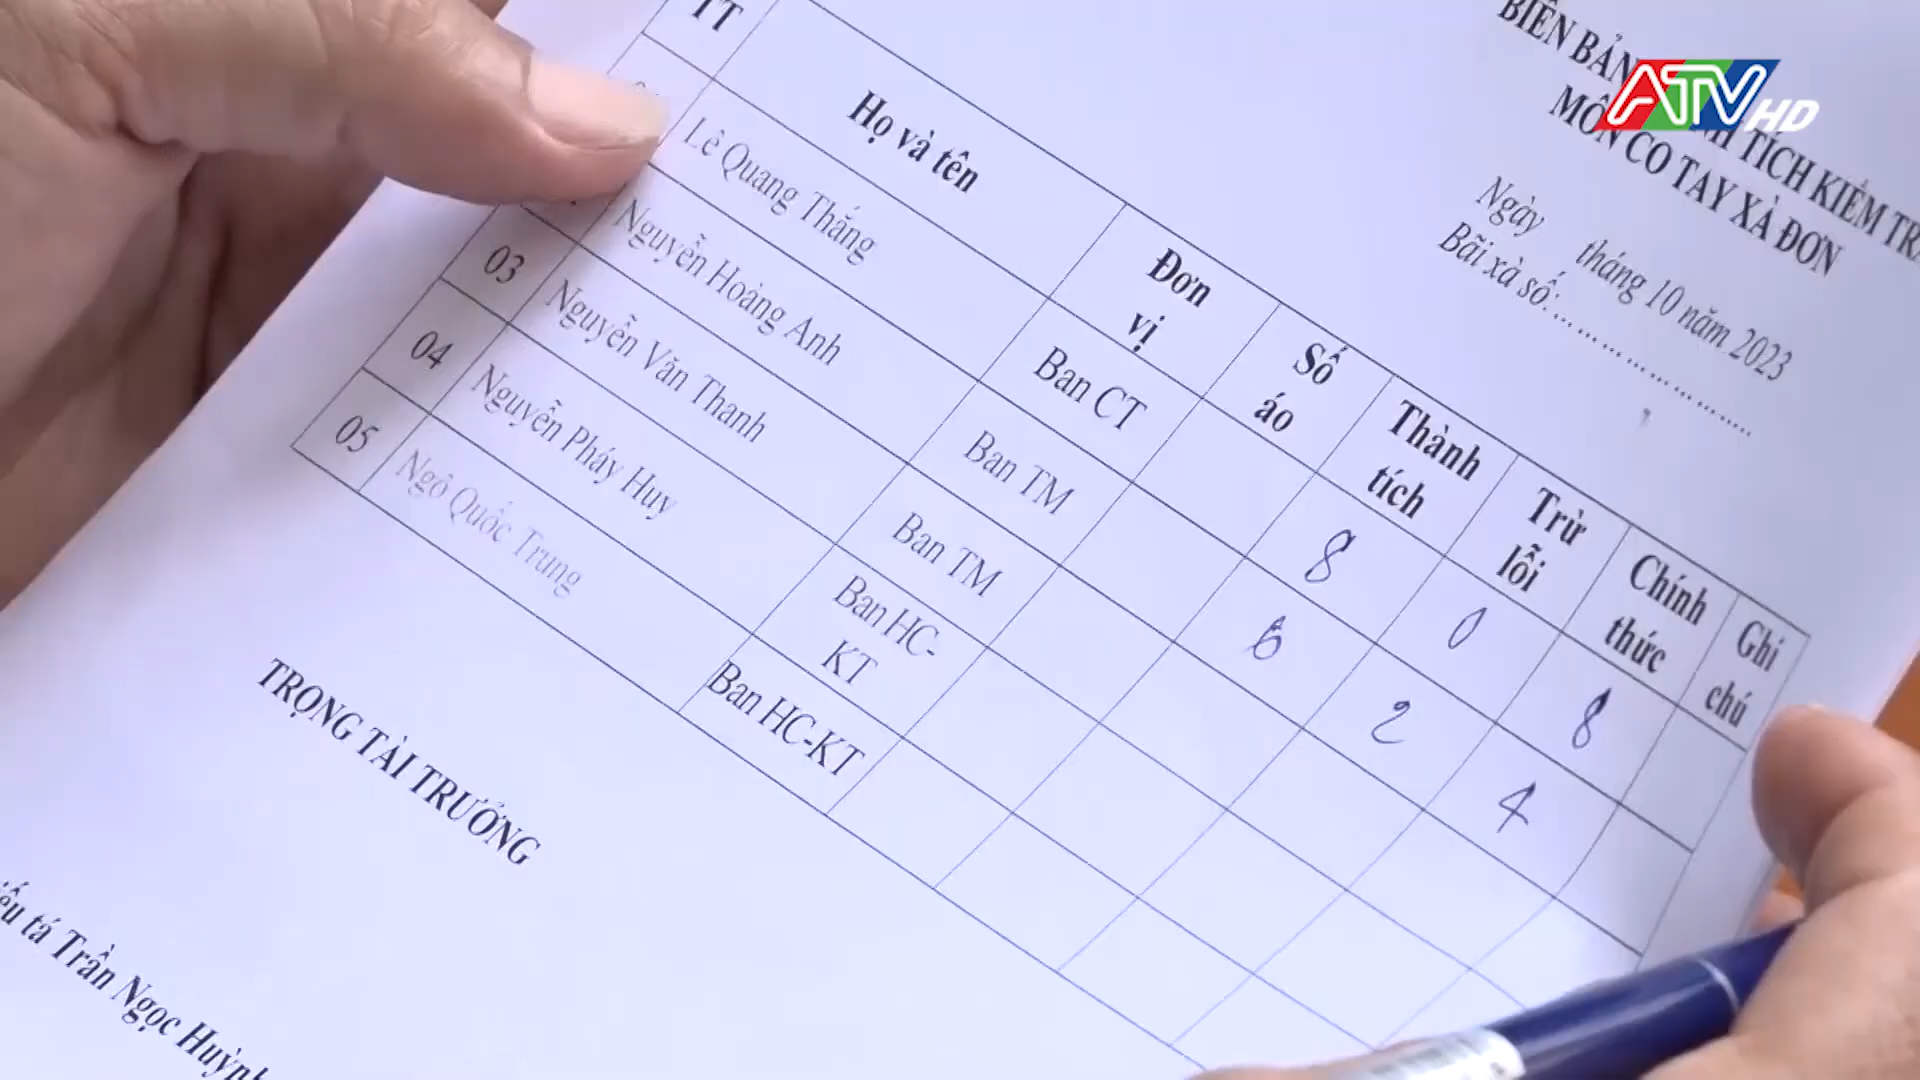 BIÊN BẢN
NH TÍCH KIỂM TR
MÔN CO TAY XÀ ĐƠN
ATV HD
Ngày tháng 10 năm 2023
Bãi xà số:........................
TT Họ và tên Đơn vị Số áo Thành tích Trừ lỗi Chính thức Ghi chú
Lê Quang Thắng Ban CT 8 0 8
Nguyễn Hoàng Anh Ban TM 6 2 4
03 Nguyễn Văn Thanh Ban TM
04 Nguyễn Pháy Huy Ban HC-KT
05 Ngô Quốc Trung Ban HC-KT
TRỌNG TÀI TRƯỞNG
tá Trần Ngọc Huỳnh